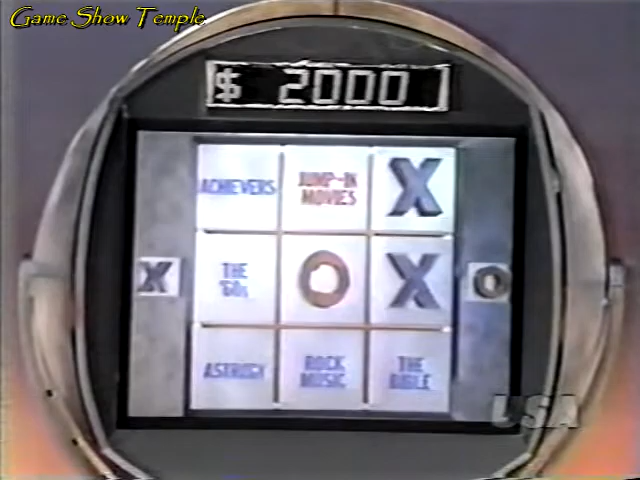 Game Show Temple
$ 2000
ACHIEVERS
JUMP-IN
MOVIES
X
X
THE
'60s
O
X
O
ASTROLOGY
ROCK
MUSIC
THE
BIBLE
USA